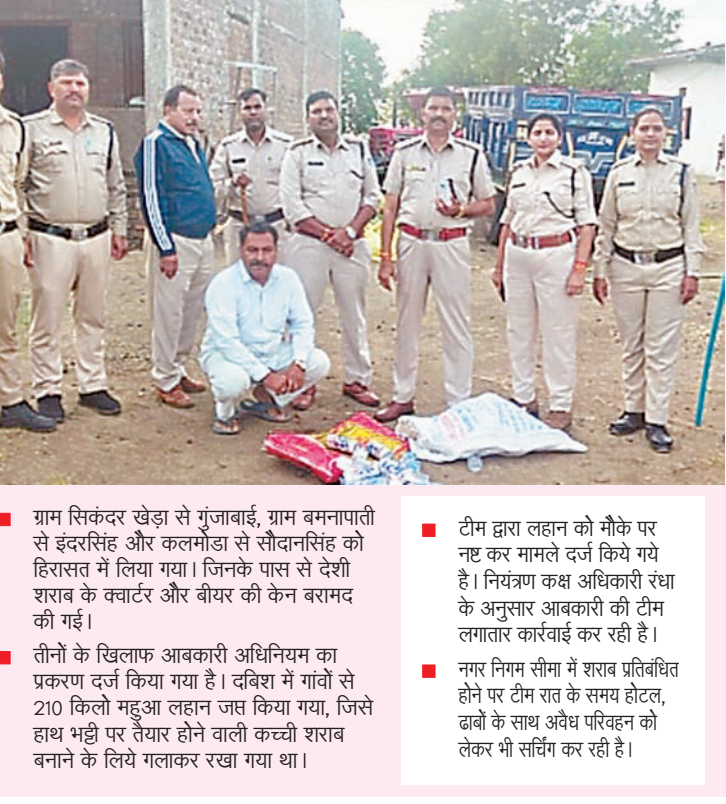 ग्राम सिकंदर खेड़ा से गुंजाबाई, ग्राम बमनापाती
से इंदरसिंह और कलमोडा से सौदानसिंह को
हिरासत में लिया गया। जिनके पास से देशी
शराब के क्वार्टर और बीयर की केन बरामद
की गई।
तीनों के खिलाफ आबकारी अधिनियम का
प्रकरण दर्ज किया गया है। दबिश में गांवों से
210 किलो महुआ लहान जप्त किया गया, जिसे
हाथ भट्टी पर तैयार होने वाली कच्ची शराब
बनाने के लिये गलाकर रखा गया था।
टीम द्वारा लहान को मौके पर
नष्ट कर मामले दर्ज किये गये
है। नियंत्रण कक्ष अधिकारी रंधा
के अनुसार आबकारी की टीम
लगातार कार्रवाई कर रही है।
नगर निगम सीमा में शराब प्रतिबंधित
होने पर टीम रात के समय होटल,
ढाबों के साथ अवैध परिवहन को
लेकर भी सर्चिंग कर रही है।